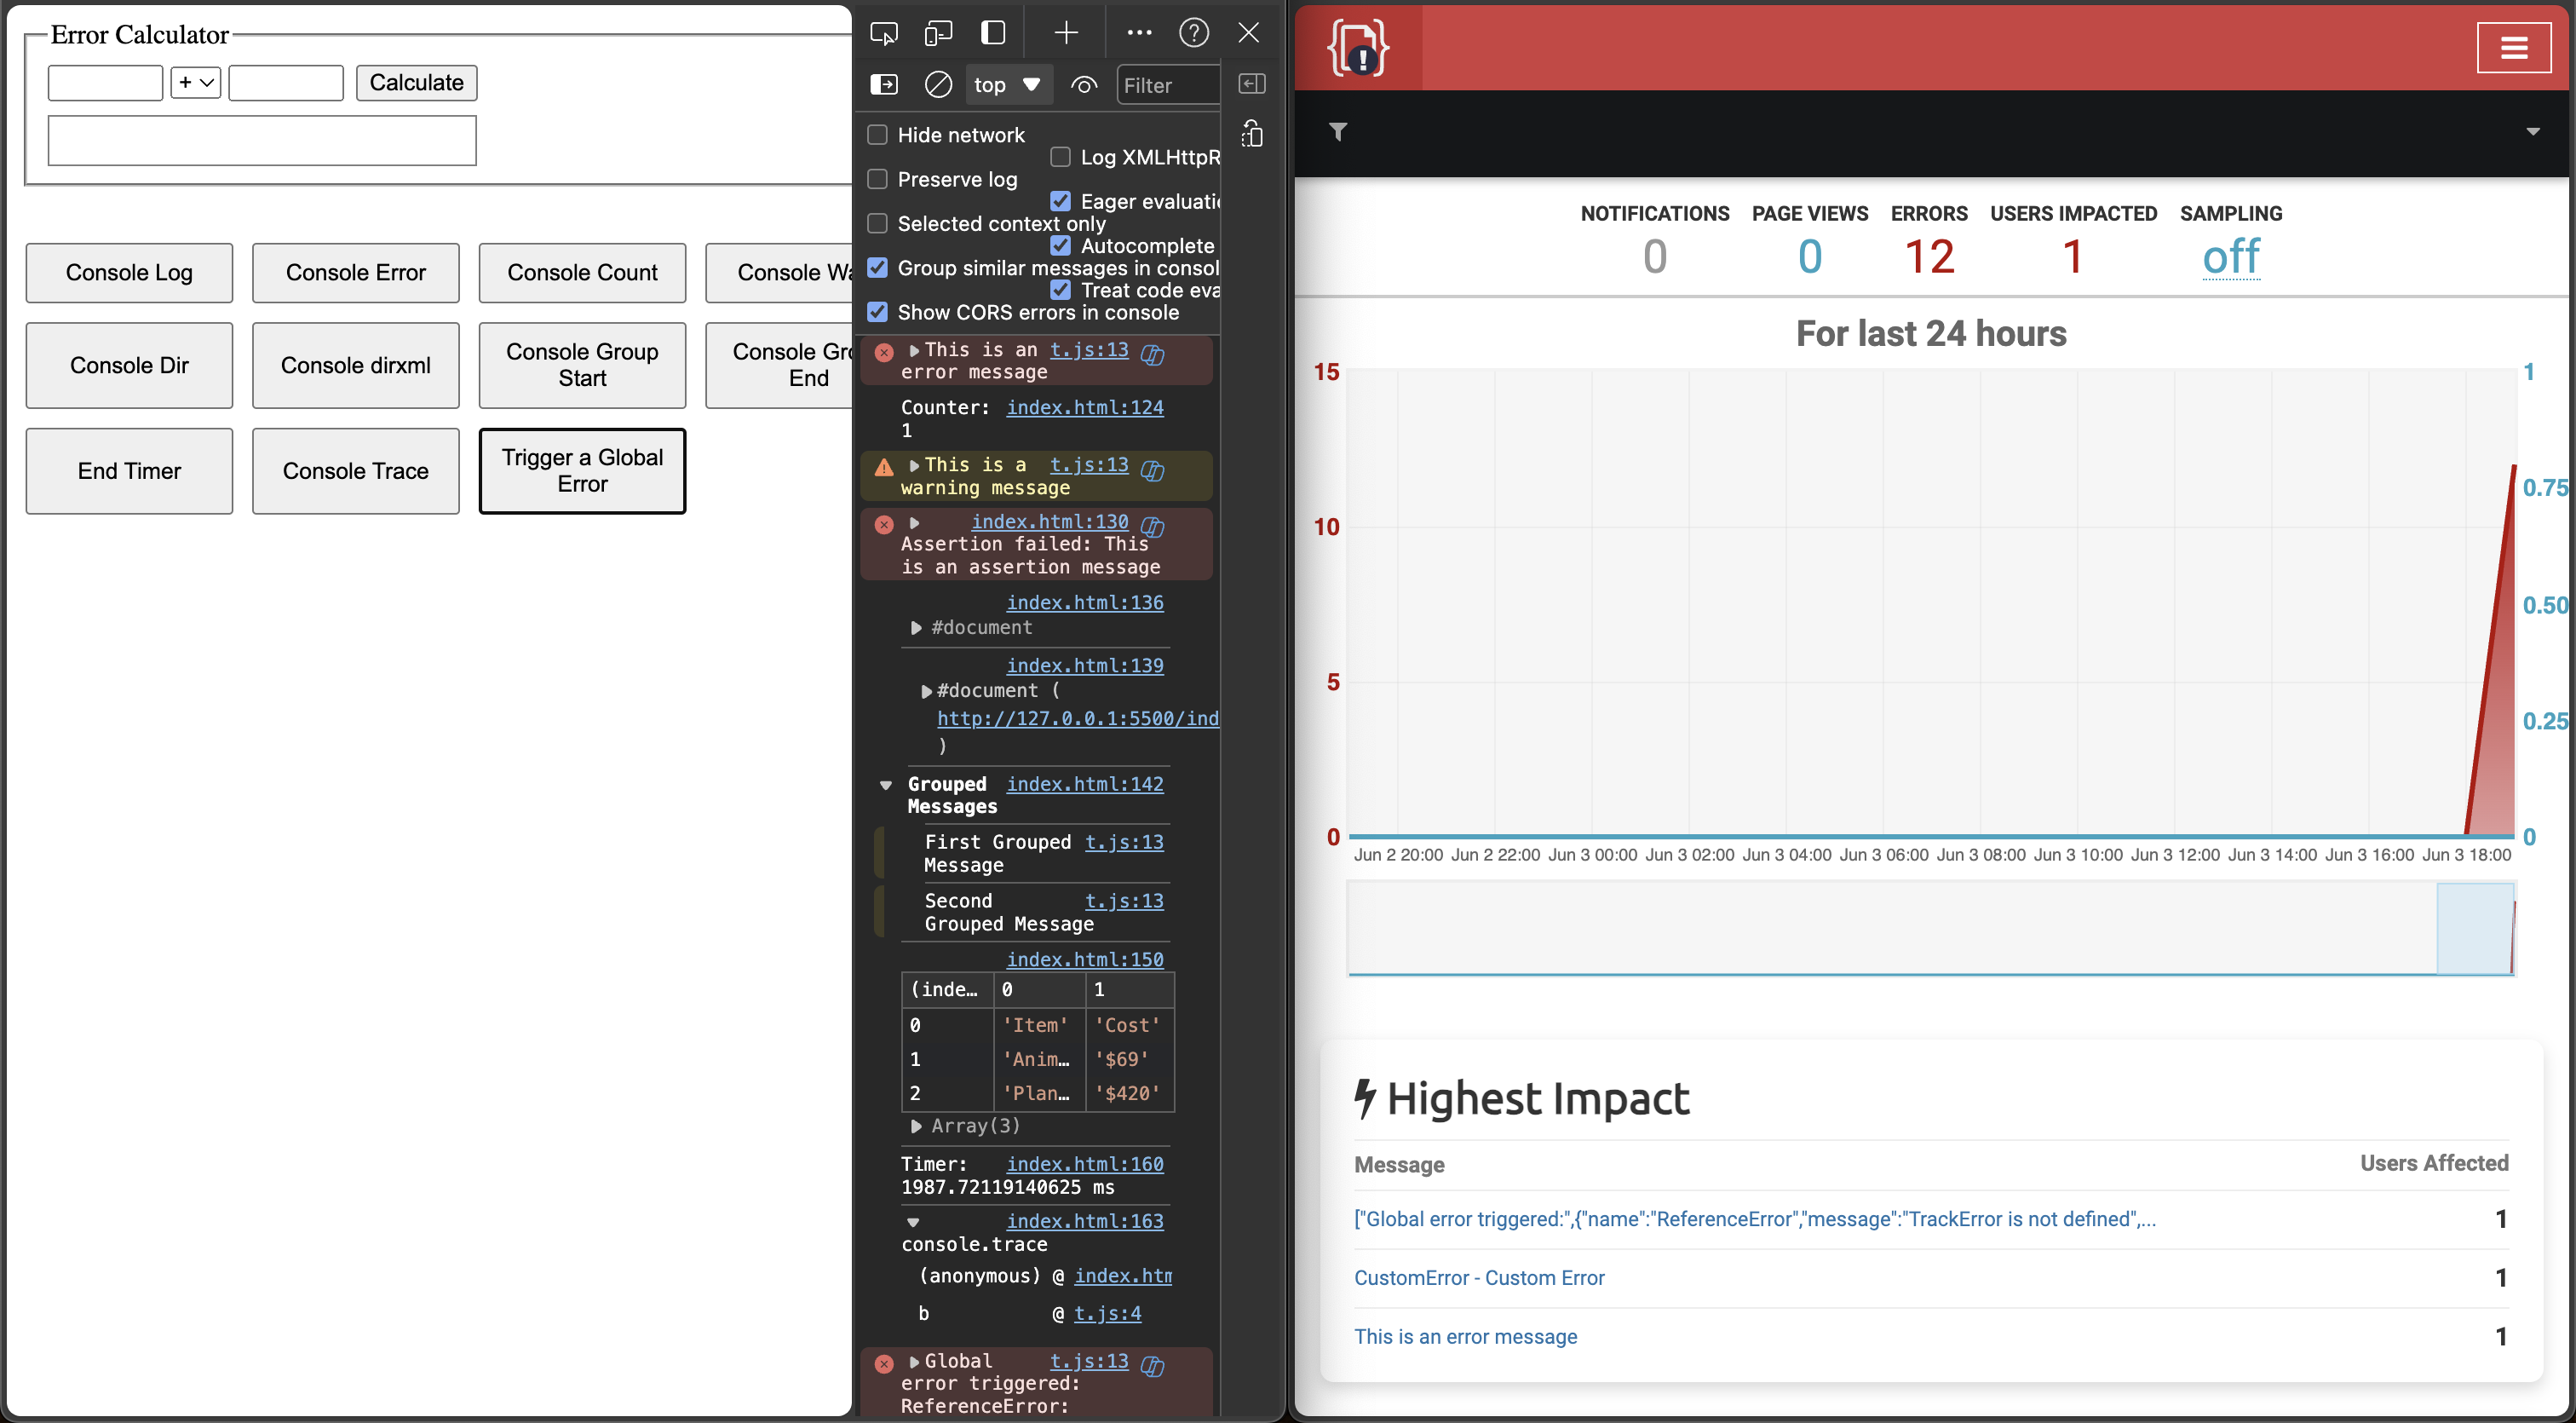 Error Calculator
+
Calculate
Console Log
Console Error
Console Count
Console Wa
Console Dir
Console dirxml
Console Group
Start
Console Gro
End
End Timer
Console Trace
Trigger a Global
Error
top
Filter
Hide network
Log XMLHttpR
Preserve log
Eager evaluati
Selected context only
Autocomplete
Group similar messages in consol
Treat code eva
Show CORS errors in console
This is an t.js:13
error message
Counter: index.html:124
1
This is a t.js:13
warning message
index.html:130
Assertion failed: This
is an assertion message
index.html:136
#document
index.html:139
#document (
http://127.0.0.1:5500/ind
)
Grouped index.html:142
Messages
First Grouped t.js:13
Message
Second t.js:13
Grouped Message
index.html:150
(inde… 0 1
0 'Item' 'Cost'
1 'Anim… '$69'
2 'Plan… '$420'
Array(3)
Timer: index.html:160
1987.72119140625 ms
index.html:163
console.trace
(anonymous) @ index.htm
b @ t.js:4
Global t.js:13
error triggered:
ReferenceError:
NOTIFICATIONS PAGE VIEWS ERRORS USERS IMPACTED SAMPLING
0 0 12 1 off
For last 24 hours
15 1
0.75
10
0.50
5
0.25
0 0
Jun 2 20:00 Jun 2 22:00 Jun 3 00:00 Jun 3 02:00 Jun 3 04:00 Jun 3 06:00 Jun 3 08:00 Jun 3 10:00 Jun 3 12:00 Jun 3 14:00 Jun 3 16:00 Jun 3 18:00
Highest Impact
Message Users Affected
["Global error triggered:",{"name":"ReferenceError","message":"TrackError is not defined",... 1
CustomError - Custom Error 1
This is an error message 1